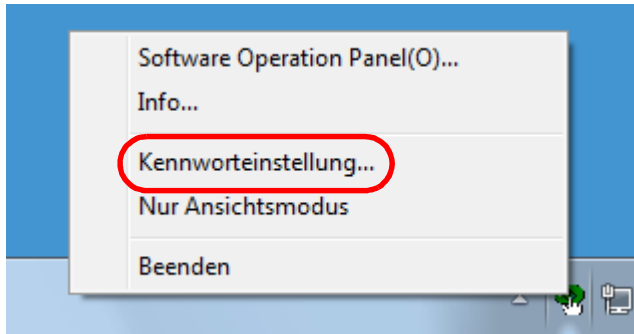 Software Operation Panel(O)...
Info...
Kennworteinstellung...
Nur Ansichtsmodus
Beenden